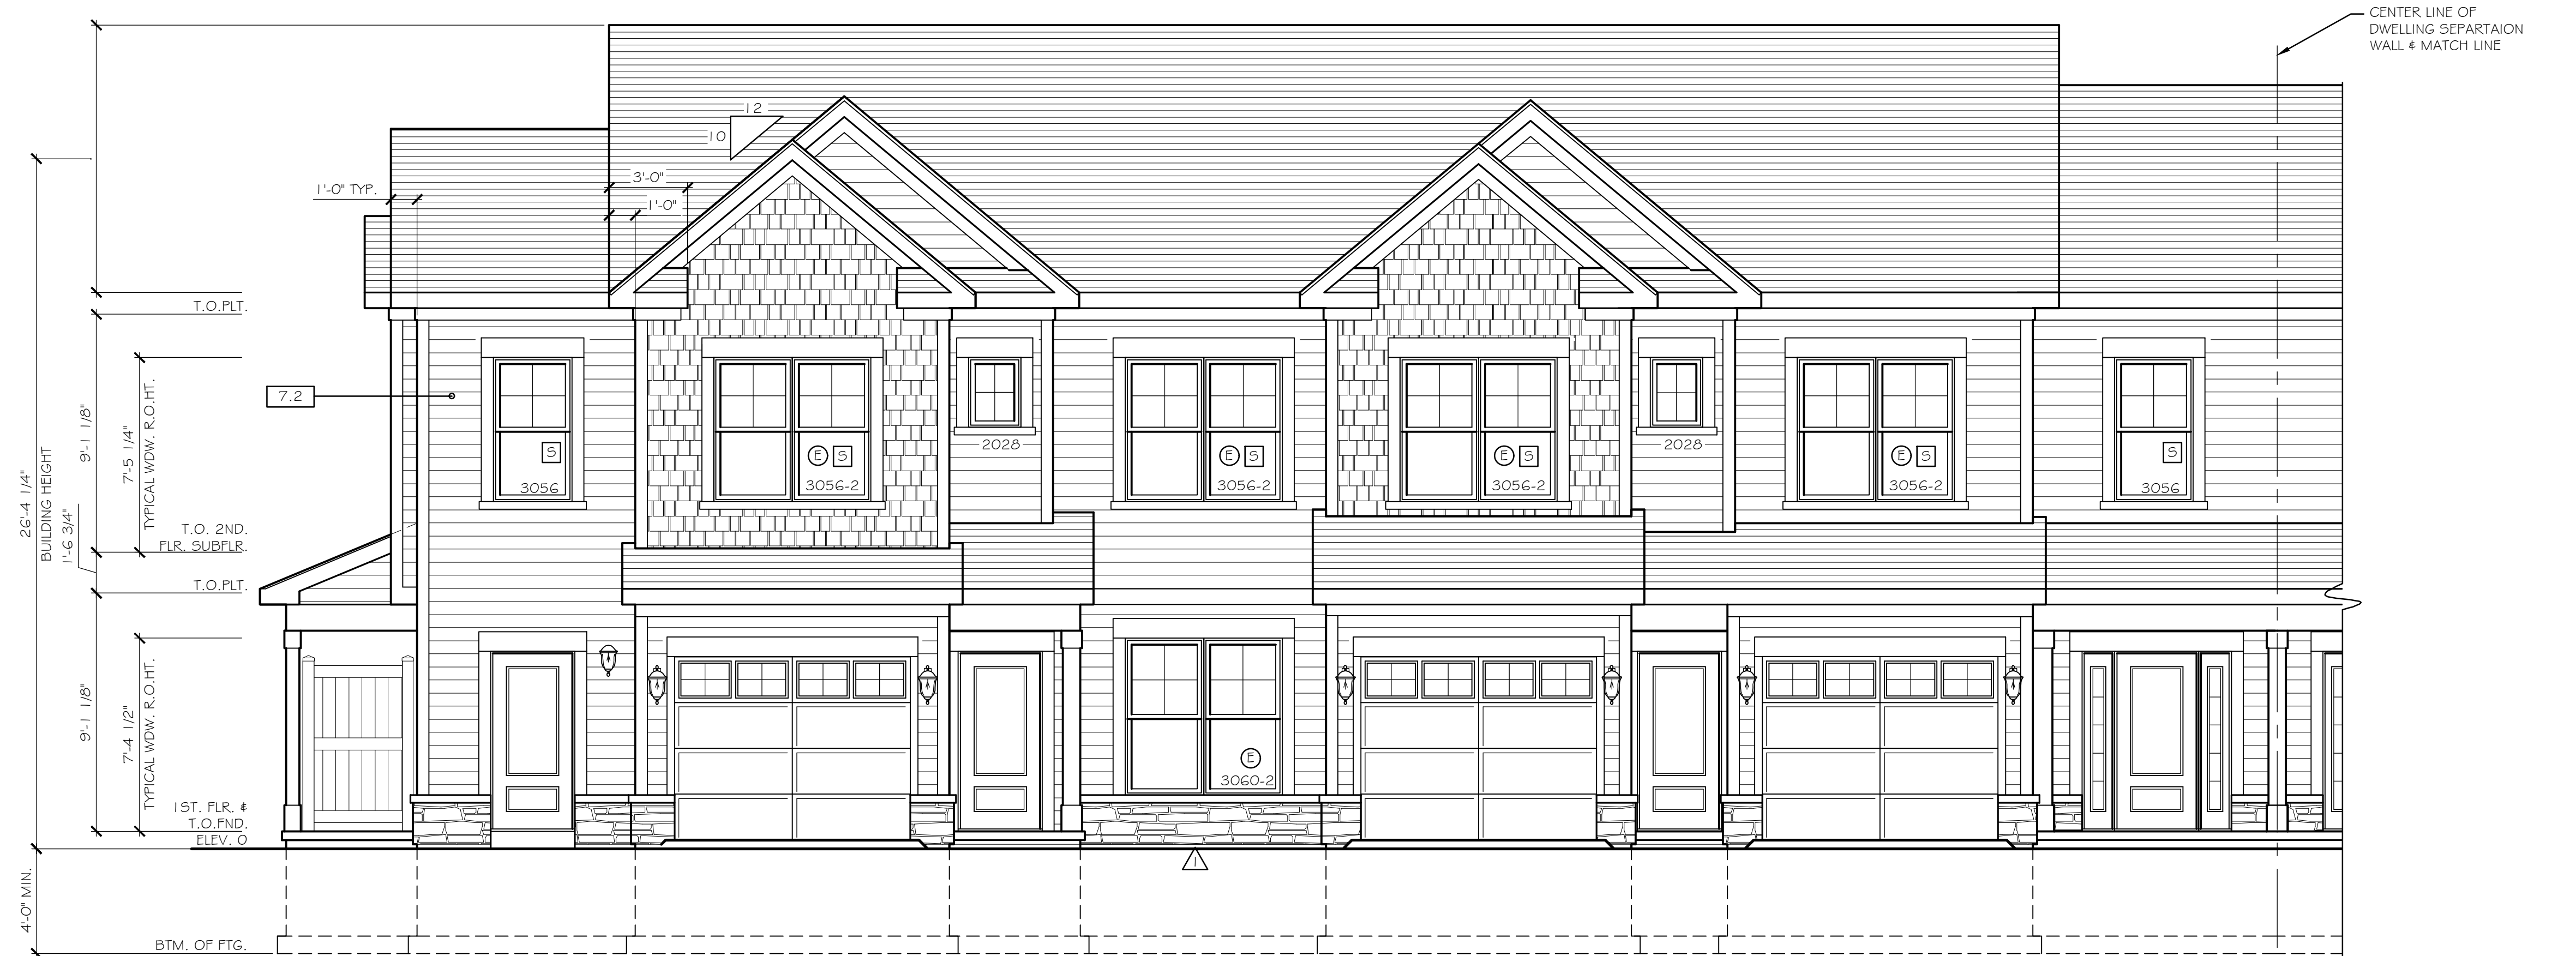 CENTER LINE OF
DWELLING SEPARTAION
WALL & MATCH LINE
12
10
3'-0"
1'-0" TYP.
1'-0"
T.O.PLT.
7.2
2028
2028
S
E S
E S
E S
E S
S
3056
3056-2
3056-2
3056-2
3056-2
3056
26'-4 1/4"
BUILDING HEIGHT
9'-1 1/8"
7'-5 1/4"
TYPICAL WDW. R.O.HT.
1'-6 3/4"
T.O. 2ND.
FLR. SUBFLR.
T.O.PLT.
9'-1 1/8"
7'-4 1/2"
TYPICAL WDW. R.O.HT.
E
3060-2
1ST. FLR. &
T.O.FND.
ELEV. 0
1
4'-0" MIN.
BTM. OF FTG.